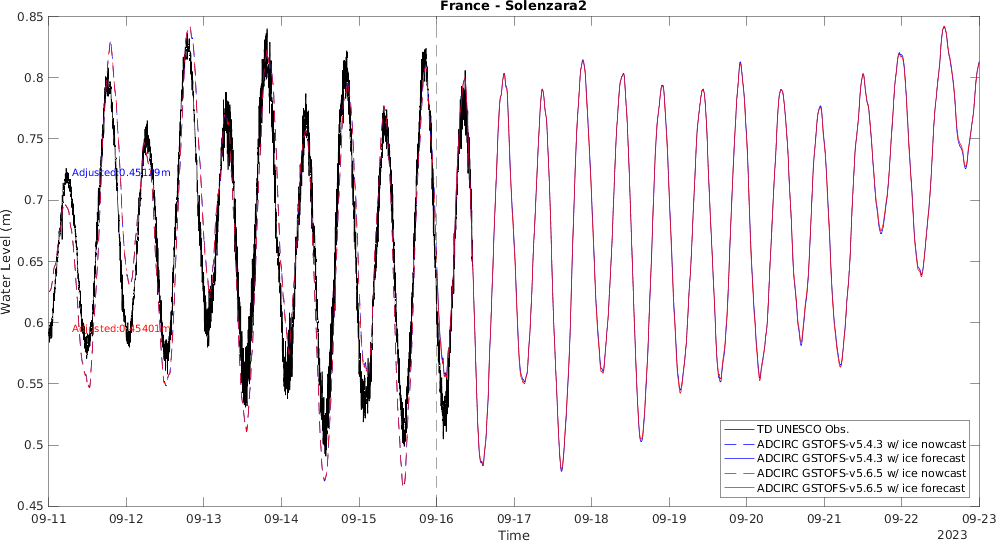 France - Solenzara2
0.85
0.8
0.75
0.7
0.65
0.6
0.55
0.5
0.45
Water Level (m)
Adjusted:0.45179m
Adjusted:0.45401m
TD UNESCO Obs.
ADCIRC GSTOFS-v5.4.3 w/ ice nowcast
ADCIRC GSTOFS-v5.4.3 w/ ice forecast
ADCIRC GSTOFS-v5.6.5 w/ ice nowcast
ADCIRC GSTOFS-v5.6.5 w/ ice forecast
09-11 09-12 09-13 09-14 09-15 09-16 09-17 09-18 09-19 09-20 09-21 09-22 09-23
Time
2023